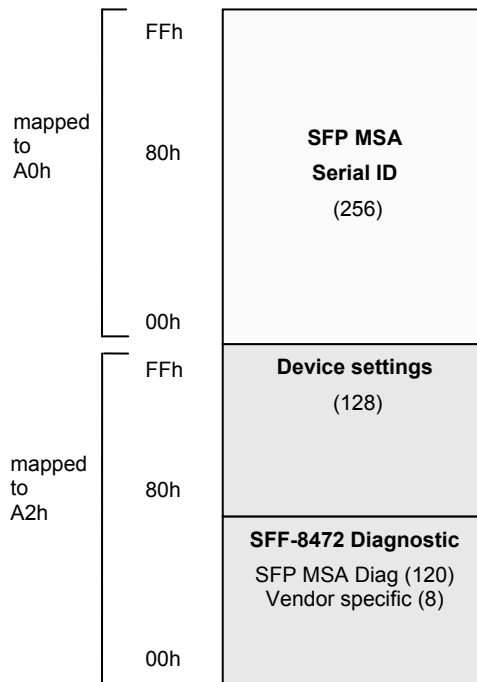 FFh
mapped
to
A0h
80h
00h
SFP MSA
Serial ID
(256)
FFh
mapped
to
A2h
80h
00h
Device settings
(128)
SFF-8472 Diagnostic
SFP MSA Diag (120)
Vendor specific (8)